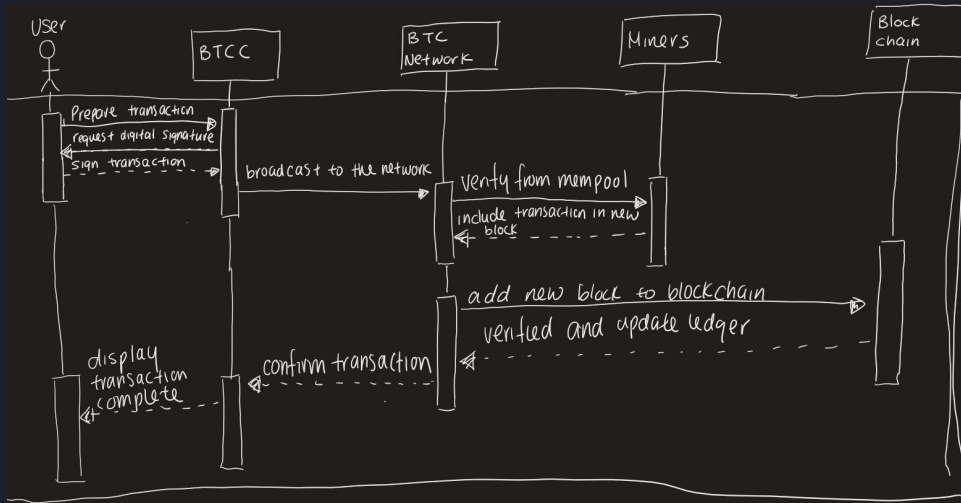 User
BTCC
BTC
Network
Miners
Block
chain
Prepare transaction
request digital signature
sign transaction
broadcast to the network
verify from mempool
include transaction in new
block
add new block to blockchain
verified and update ledger
confirm transaction
display
transaction
complete